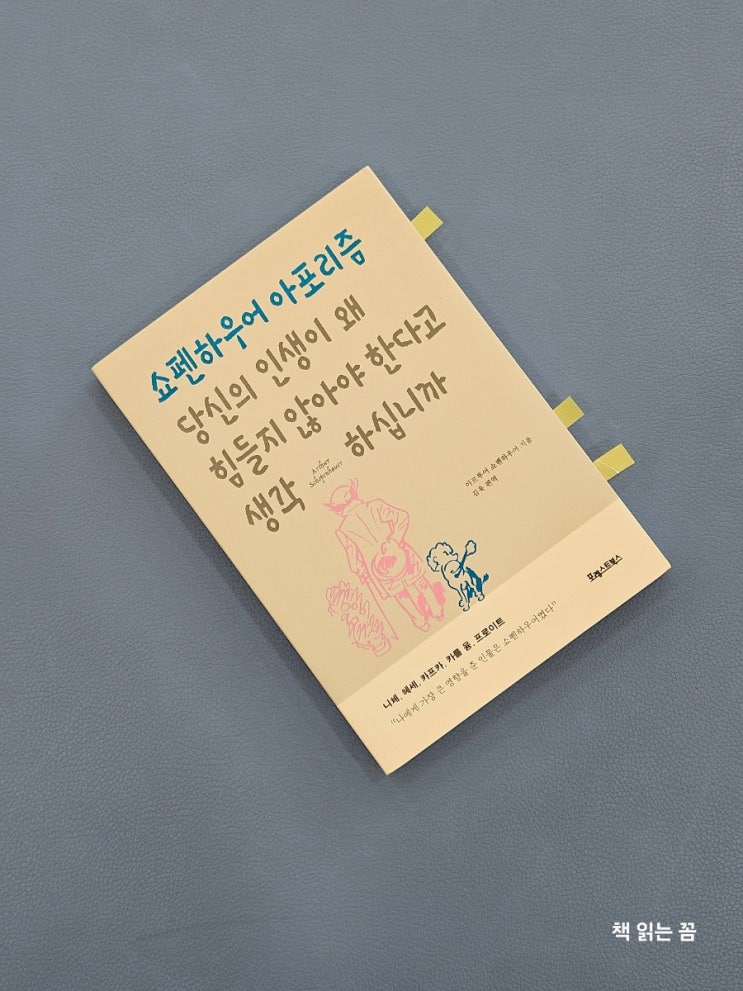 쇼펜하우어 아포리즘
당신의 인생이 왜
힘들지 않아야 한다고
생각
Arthur
Schopenhauer
하십니까
아르투어 쇼펜하우어 지음
김욱 편역
포레스트북스
니체, 헤세, 카프카, 카를 융, 프로이트
“나에게 가장 큰 영향을 준 인물은 쇼펜하우어였다”
책 읽는 꼼